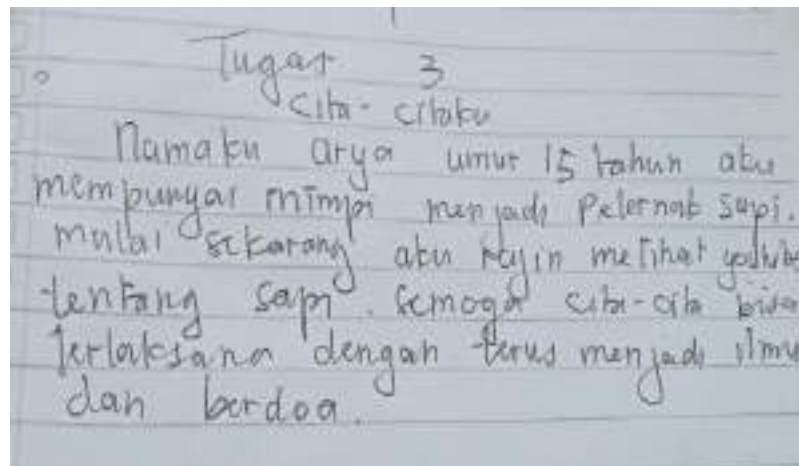 Tugas 3
Cita-citaku
Namaku arya umur 15 tahun aku
mempunyai mimpi menjadi Peternak Sapi.
mulai sekarang aku rajin melihat youtube
tentang sapi. Semoga cita-cita bisa
terlaksana dengan terus menjadi ilmu
dan berdoa.